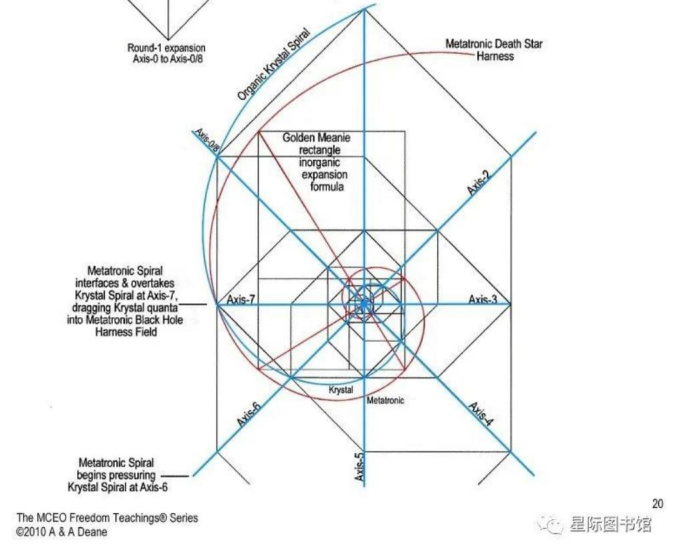 Round-1 expansion
Axis-0 to Axis-0/8
Organic Krystal Spiral
Metatronic Death Star
Harness
Axis-0/8
Golden Meanie
rectangle
inorganic
expansion
formula
Axis-2
Metatronic Spiral
interfaces & overtakes
Krystal Spiral at Axis-7,
dragging Krystal quanta
into Metatronic Black Hole
Harness Field
Axis-7
Axis-3
Krystal
Metatronic
Axis-6
Axis-4
Axis-5
Metatronic Spiral
begins pressuring
Krystal Spiral at Axis-6
20
The MCEO Freedom Teachings® Series
©2010 A & A Deane
星际图书馆